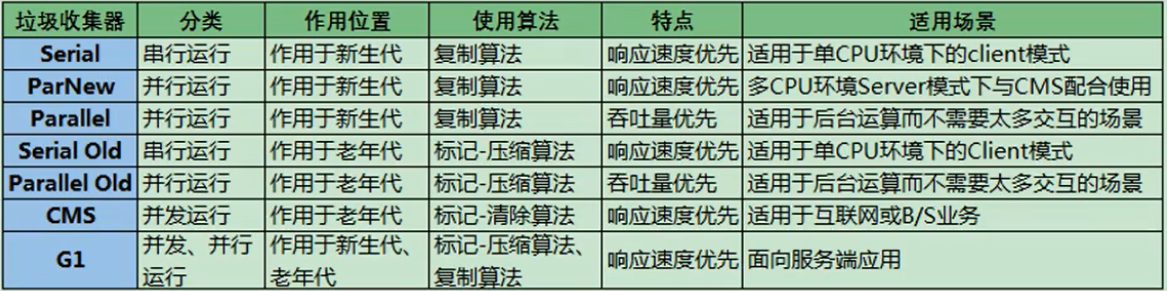 垃圾收集器 分类 作用位置 使用算法 特点 适用场景
Serial 串行运行 作用于新生代 复制算法 响应速度优先 适用于单CPU环境下的client模式
ParNew 并行运行 作用于新生代 复制算法 响应速度优先 多CPU环境Server模式下与CMS配合使用
Parallel 并行运行 作用于新生代 复制算法 吞吐量优先 适用于后台运算而不需要太多交互的场景
Serial Old 串行运行 作用于老年代 标记-压缩算法 响应速度优先 适用于单CPU环境下的Client模式
Parallel Old 并行运行 作用于老年代 标记-压缩算法 吞吐量优先 适用于后台运算而不需要太多交互的场景
CMS 并发运行 作用于老年代 标记-清除算法 响应速度优先 适用于互联网或B/S业务
G1 并发、并行 作用于新生代、 标记-压缩算法、 响应速度优先 面向服务端应用
运行 老年代 复制算法